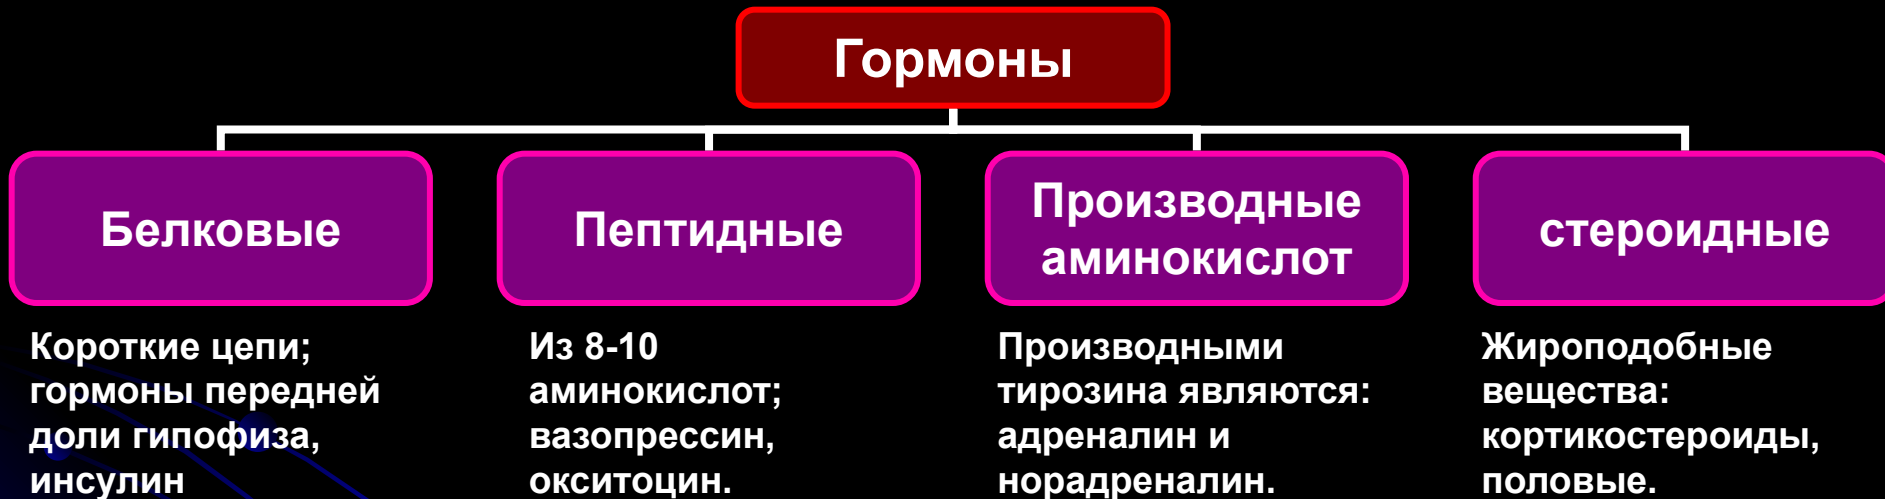 Гормоны
Белковые
Пептидные
Производные
аминокислот
стероидные
Короткие цепи;
гормоны передней
доли гипофиза,
инсулин
Из 8-10
аминокислот;
вазопрессин,
окситоцин.
Производными
тирозина являются:
адреналин и
норадреналин.
Жироподобные
вещества:
кортикостероиды,
половые.